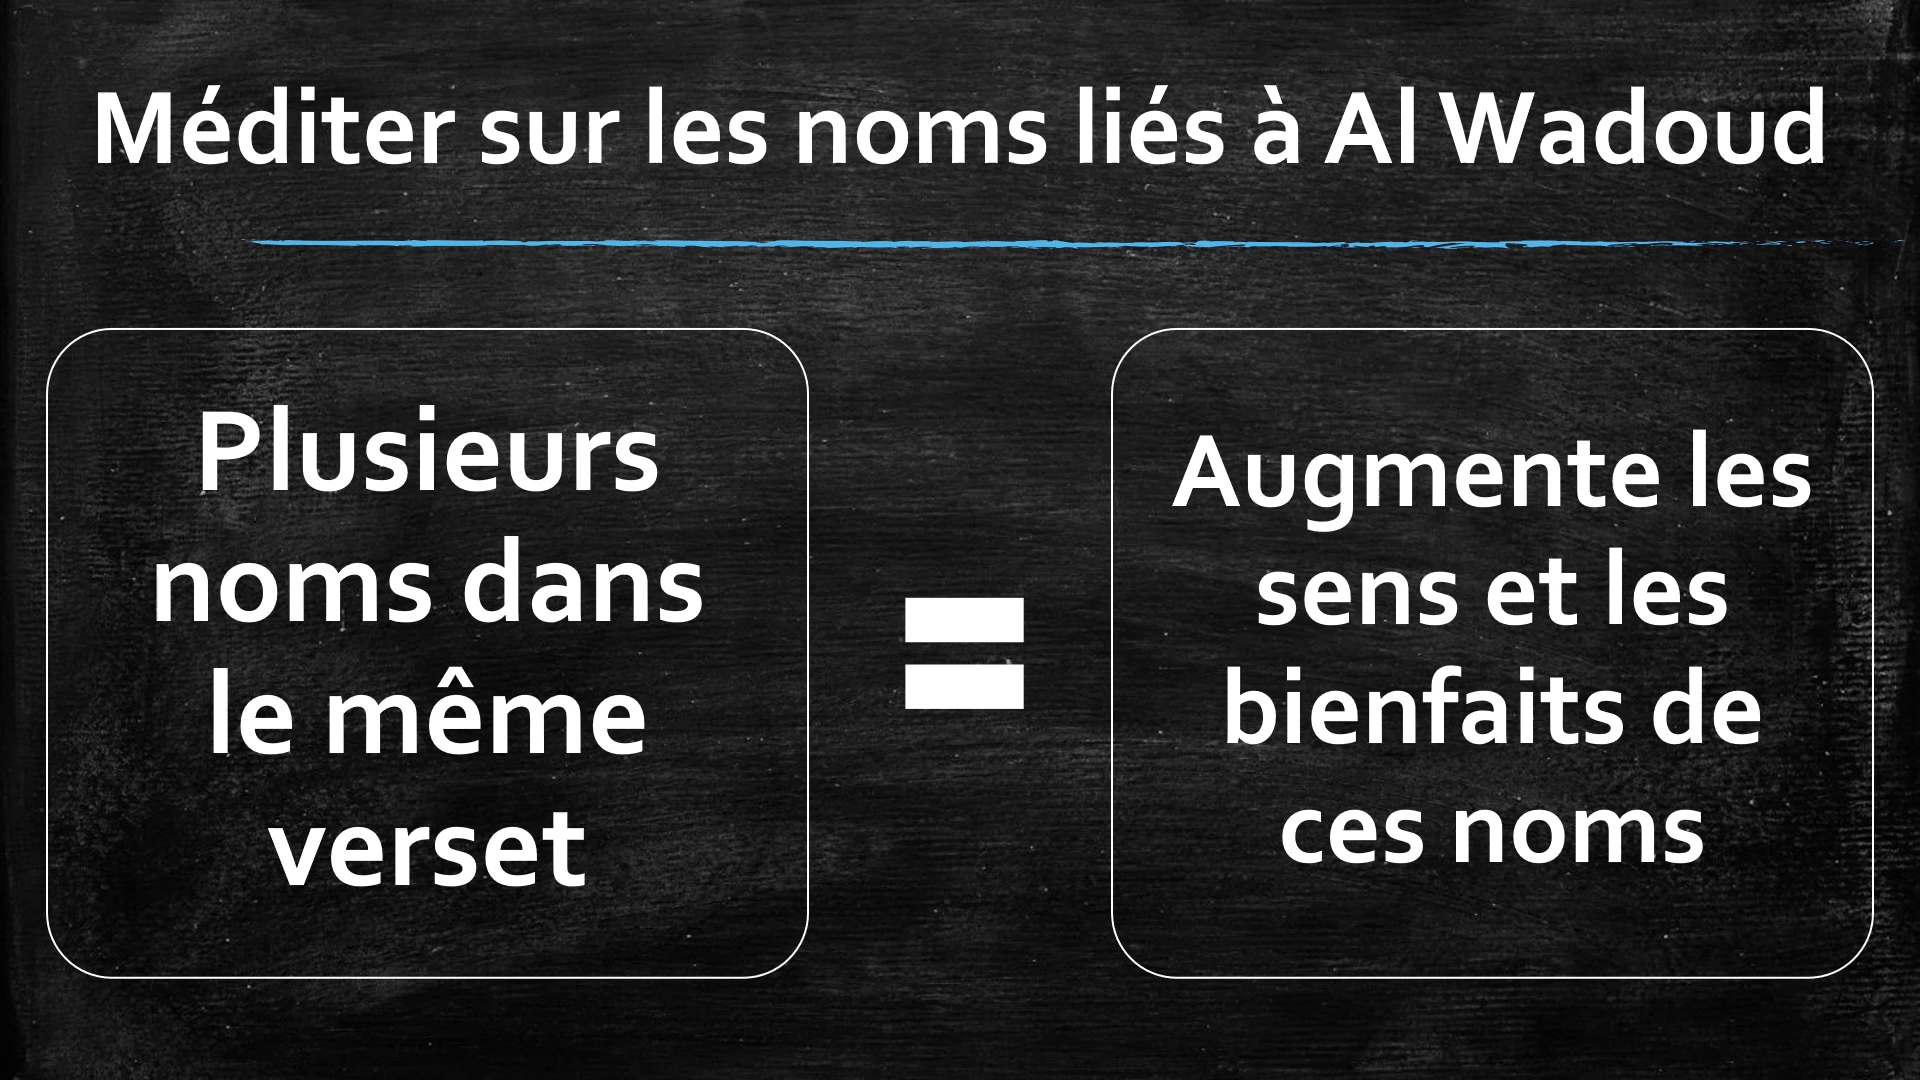 Méditer sur les noms liés à Al Wadoud
Plusieurs
noms dans
le même
verset
=
Augmente les
sens et les
bienfaits de
ces noms